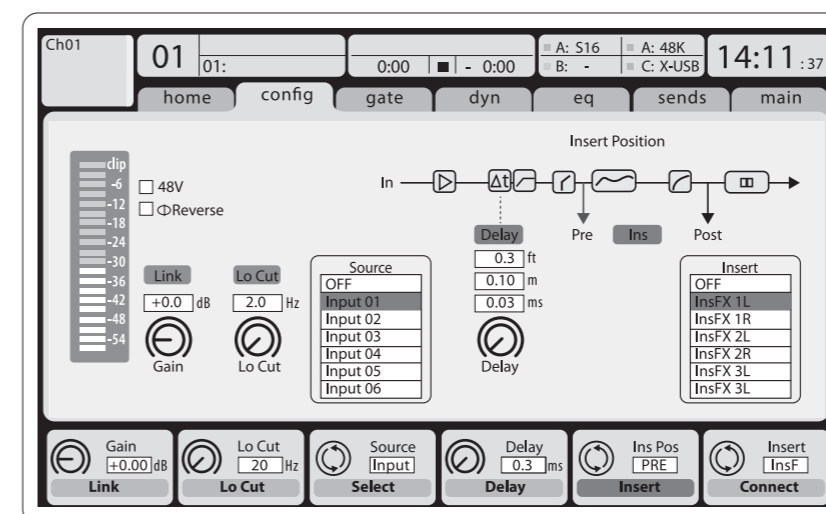 Ch01
01
01:
0:00
- 0:00
A: S16
B: -
A: 48K
C: X-USB
14:11 :37
home config gate dyn eq sends main
clip
-6
-12
-18
-24
-30
-36
-42
-48
-54
48V
ΦReverse
Link
+0.0 dB
Gain
Lo Cut
2.0 Hz
Lo Cut
Source
OFF
Input 01
Input 02
Input 03
Input 04
Input 05
Input 06
Insert Position
In
Δt
Delay
0.3 ft
0.10 m
0.03 ms
Delay
Pre Ins Post
Insert
OFF
InsFX 1L
InsFX 1R
InsFX 2L
InsFX 2R
InsFX 3L
InsFX 3L
Gain
+0.00 dB
Link
Lo Cut
20 Hz
Lo Cut
Source
Input
Select
Delay
0.3 ms
Delay
Ins Pos
PRE
Insert
Insert
InsF
Connect